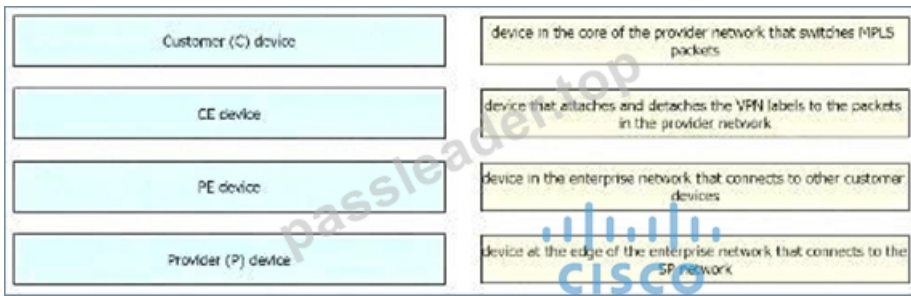 Customer (C) device
device in the core of the provider network that switches MPLS
packets
CE device
device that attaches and detaches the VPN labels to the packets
in the provider network
PE device
device in the enterprise network that connects to other customer
devices
Provider (P) device
device at the edge of the enterprise network that connects to the
SP network
passleader.top
CISCO